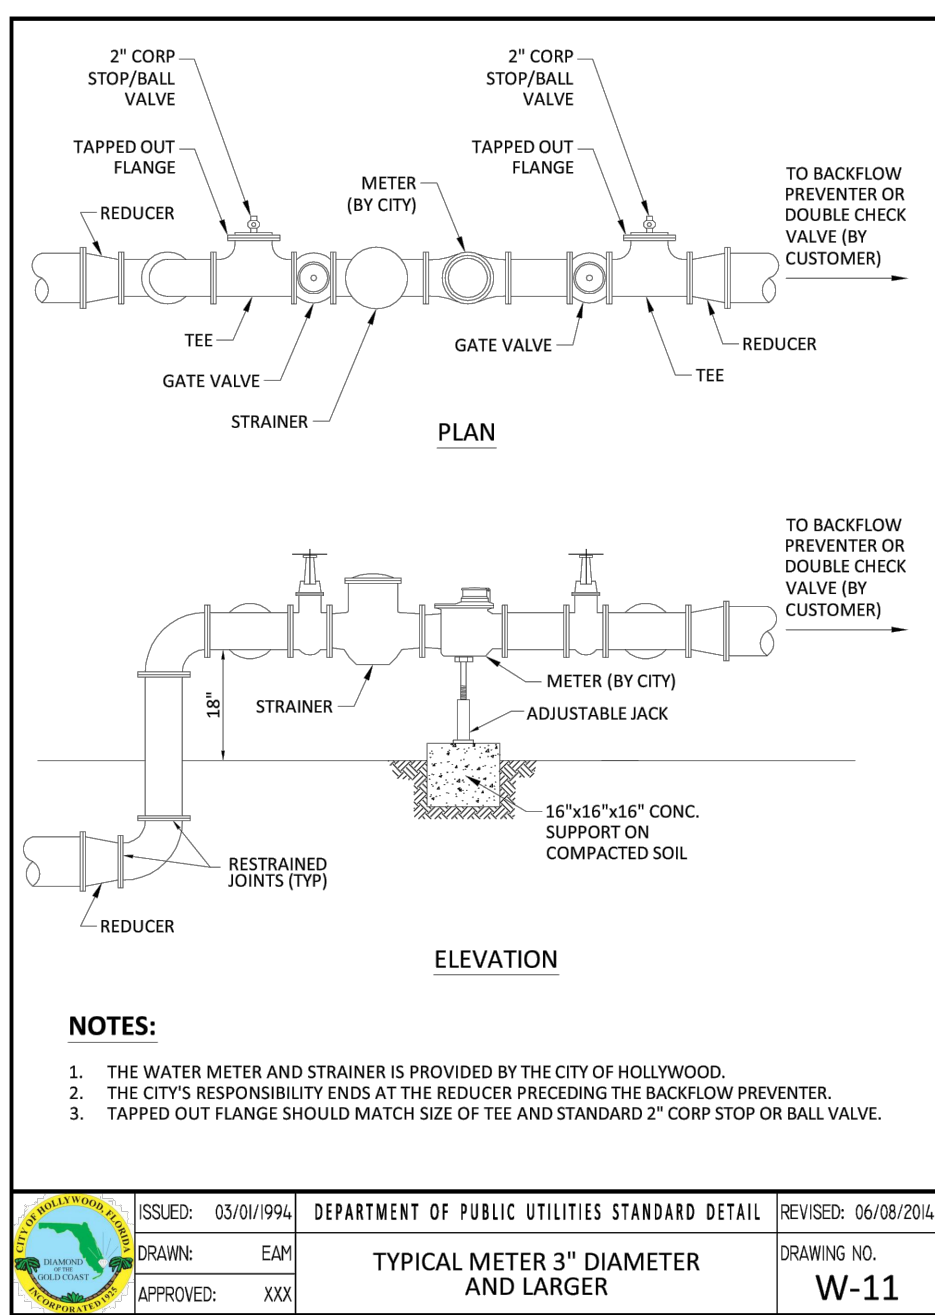 2" CORP
STOP/BALL
VALVE
2" CORP
STOP/BALL
VALVE
TAPPED OUT
FLANGE
TAPPED OUT
FLANGE
METER
(BY CITY)
TO BACKFLOW
PREVENTER OR
DOUBLE CHECK
VALVE (BY
CUSTOMER)
REDUCER
TEE
GATE VALVE
REDUCER
GATE VALVE
TEE
STRAINER
PLAN
TO BACKFLOW
PREVENTER OR
DOUBLE CHECK
VALVE (BY
CUSTOMER)
METER (BY CITY)
18"
STRAINER
ADJUSTABLE JACK
16"x16"x16" CONC.
SUPPORT ON
COMPACTED SOIL
RESTRAINED
JOINTS (TYP)
REDUCER
ELEVATION
NOTES:
1. THE WATER METER AND STRAINER IS PROVIDED BY THE CITY OF HOLLYWOOD.
2. THE CITY'S RESPONSIBILITY ENDS AT THE REDUCER PRECEDING THE BACKFLOW PREVENTER.
3. TAPPED OUT FLANGE SHOULD MATCH SIZE OF TEE AND STANDARD 2" CORP STOP OR BALL VALVE.
CITY OF HOLLYWOOD, FLORIDA
DIAMOND
OF THE
GOLD COAST
INCORPORATED 1925
ISSUED: 03/01/1994
DRAWN: EAM
APPROVED: XXX
DEPARTMENT OF PUBLIC UTILITIES STANDARD DETAIL
TYPICAL METER 3" DIAMETER
AND LARGER
REVISED: 06/08/2014
DRAWING NO.
W-11